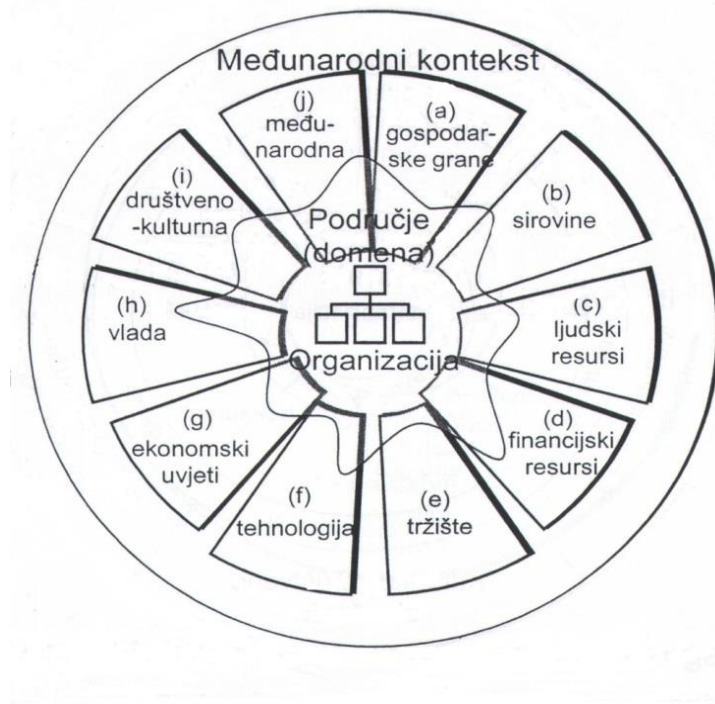 Međunarodni kontekst
(a)
gospodar-
ske grane
(b)
sirovine
(c)
ljudski
resursi
(d)
financijski
resursi
(e)
tržište
(f)
tehnologija
(g)
ekonomski
uvjeti
(h)
vlada
(i)
društveno
-kulturna
(j)
među-
narodna
Područje
(domena)
Organizacija